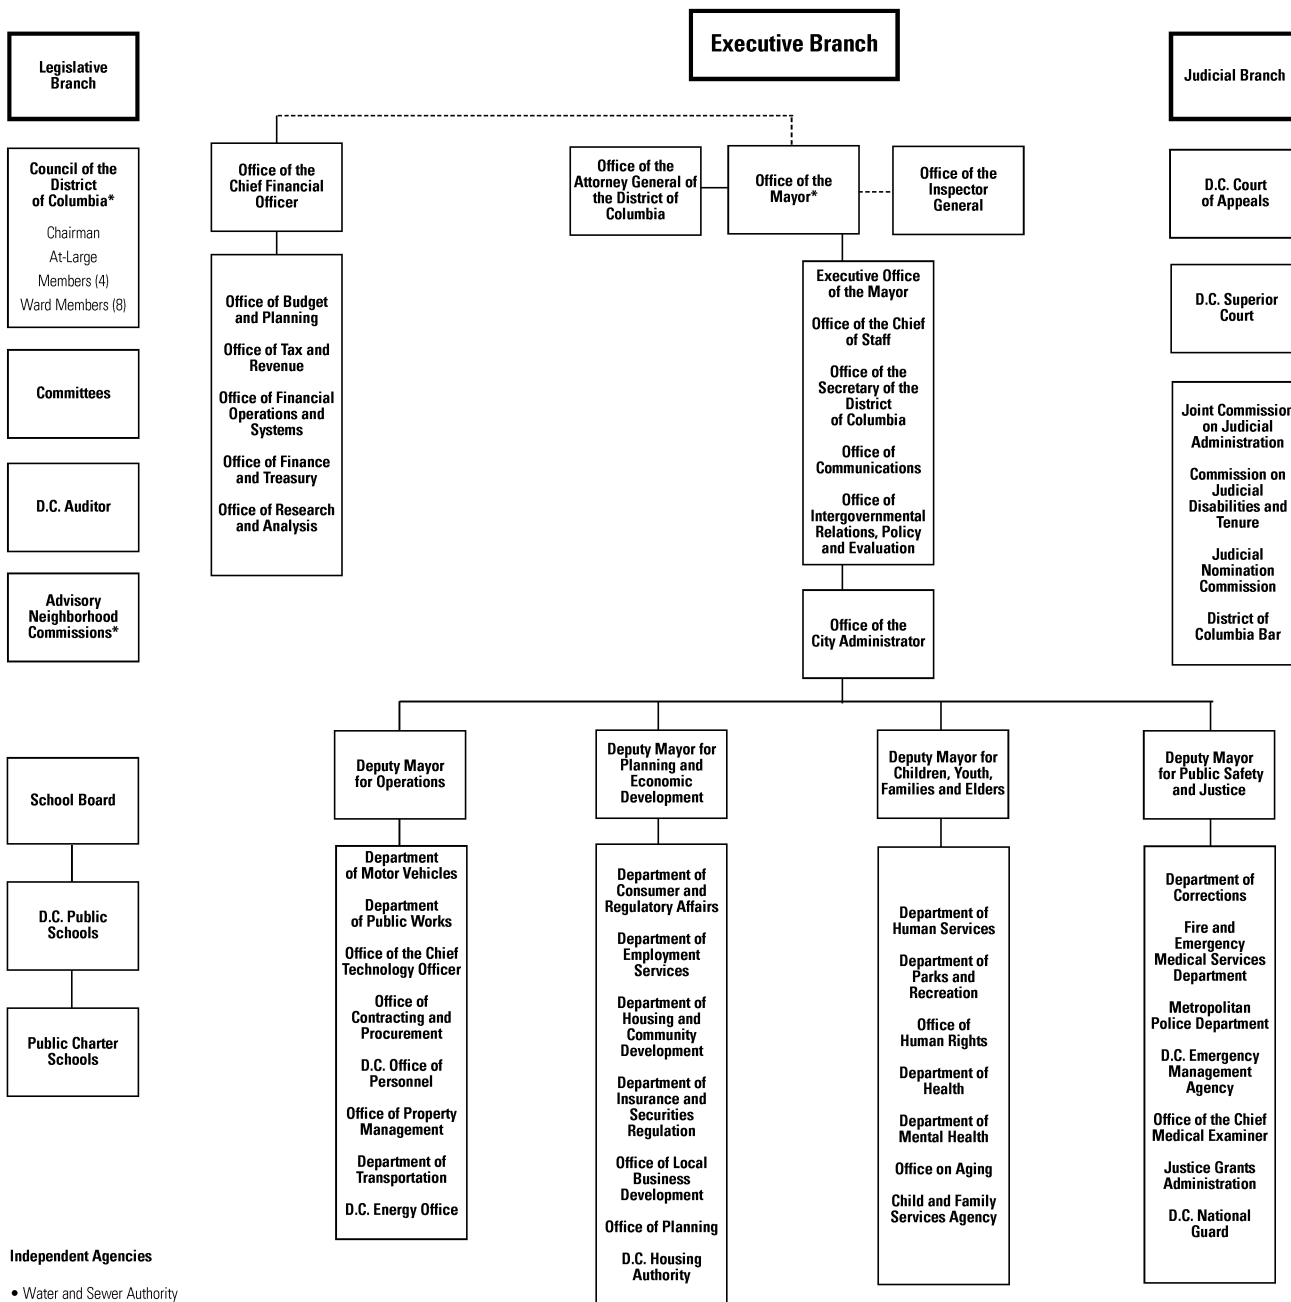 Executive Branch
Legislative
Branch
Judicial Branch
Council of the
District
of Columbia*
Chairman
At-Large
Members (4)
Ward Members (8)
Committees
D.C. Auditor
Advisory
Neighborhood
Commissions*
School Board
D.C. Public
Schools
Public Charter
Schools
Office of the
Chief Financial
Officer
Office of Budget
and Planning
Office of Tax and
Revenue
Office of Financial
Operations and
Systems
Office of Finance
and Treasury
Office of Research
and Analysis
Office of the
Attorney General of
the District of
Columbia
Office of the
Mayor*
Office of the
Inspector
General
Executive Office
of the Mayor
Office of the Chief
of Staff
Office of the
Secretary of the
District
of Columbia
Office of
Communications
Office of
Intergovernmental
Relations, Policy
and Evaluation
Office of the
City Administrator
D.C. Court
of Appeals
D.C. Superior
Court
Joint Commission
on Judicial
Administration
Commission on
Judicial
Disabilities and
Tenure
Judicial
Nomination
Commission
District of
Columbia Bar
Deputy Mayor
for Operations
Department
of Motor Vehicles
Department
of Public Works
Office of the Chief
Technology Officer
Office of
Contracting and
Procurement
D.C. Office of
Personnel
Office of Property
Management
Department of
Transportation
D.C. Energy Office
Deputy Mayor for
Planning and
Economic
Development
Department of
Consumer and
Regulatory Affairs
Department of
Employment
Services
Department of
Housing and
Community
Development
Department of
Insurance and
Securities
Regulation
Office of Local
Business
Development
Office of Planning
D.C. Housing
Authority
Deputy Mayor for
Children, Youth,
Families and Elders
Department of
Human Services
Department of
Parks and
Recreation
Office of
Human Rights
Department of
Health
Department of
Mental Health
Office on Aging
Child and Family
Services Agency
Deputy Mayor
for Public Safety
and Justice
Department of
Corrections
Fire and
Emergency
Medical Services
Department
Metropolitan
Police Department
D.C. Emergency
Management
Agency
Office of the Chief
Medical Examiner
Justice Grants
Administration
D.C. National
Guard
Independent Agencies
• Water and Sewer Authority